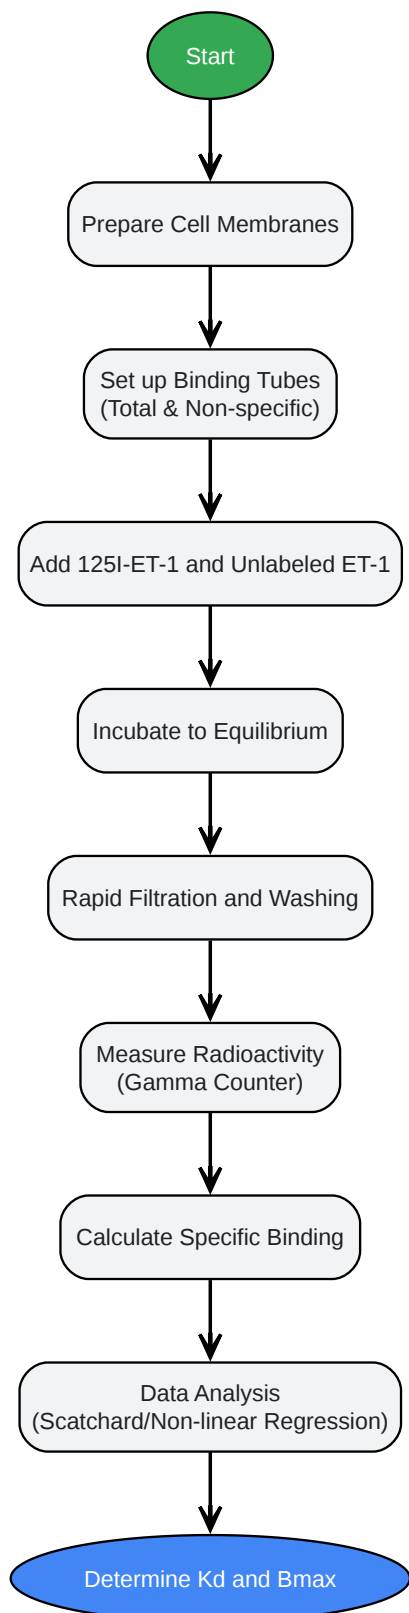 Start
Prepare Cell Membranes
Set up Binding Tubes
(Total & Non-specific)
Add 125I-ET-1 and Unlabeled ET-1
Incubate to Equilibrium
Rapid Filtration and Washing
Measure Radioactivity
(Gamma Counter)
Calculate Specific Binding
Data Analysis
(Scatchard/Non-linear Regression)
Determine Kd and Bmax